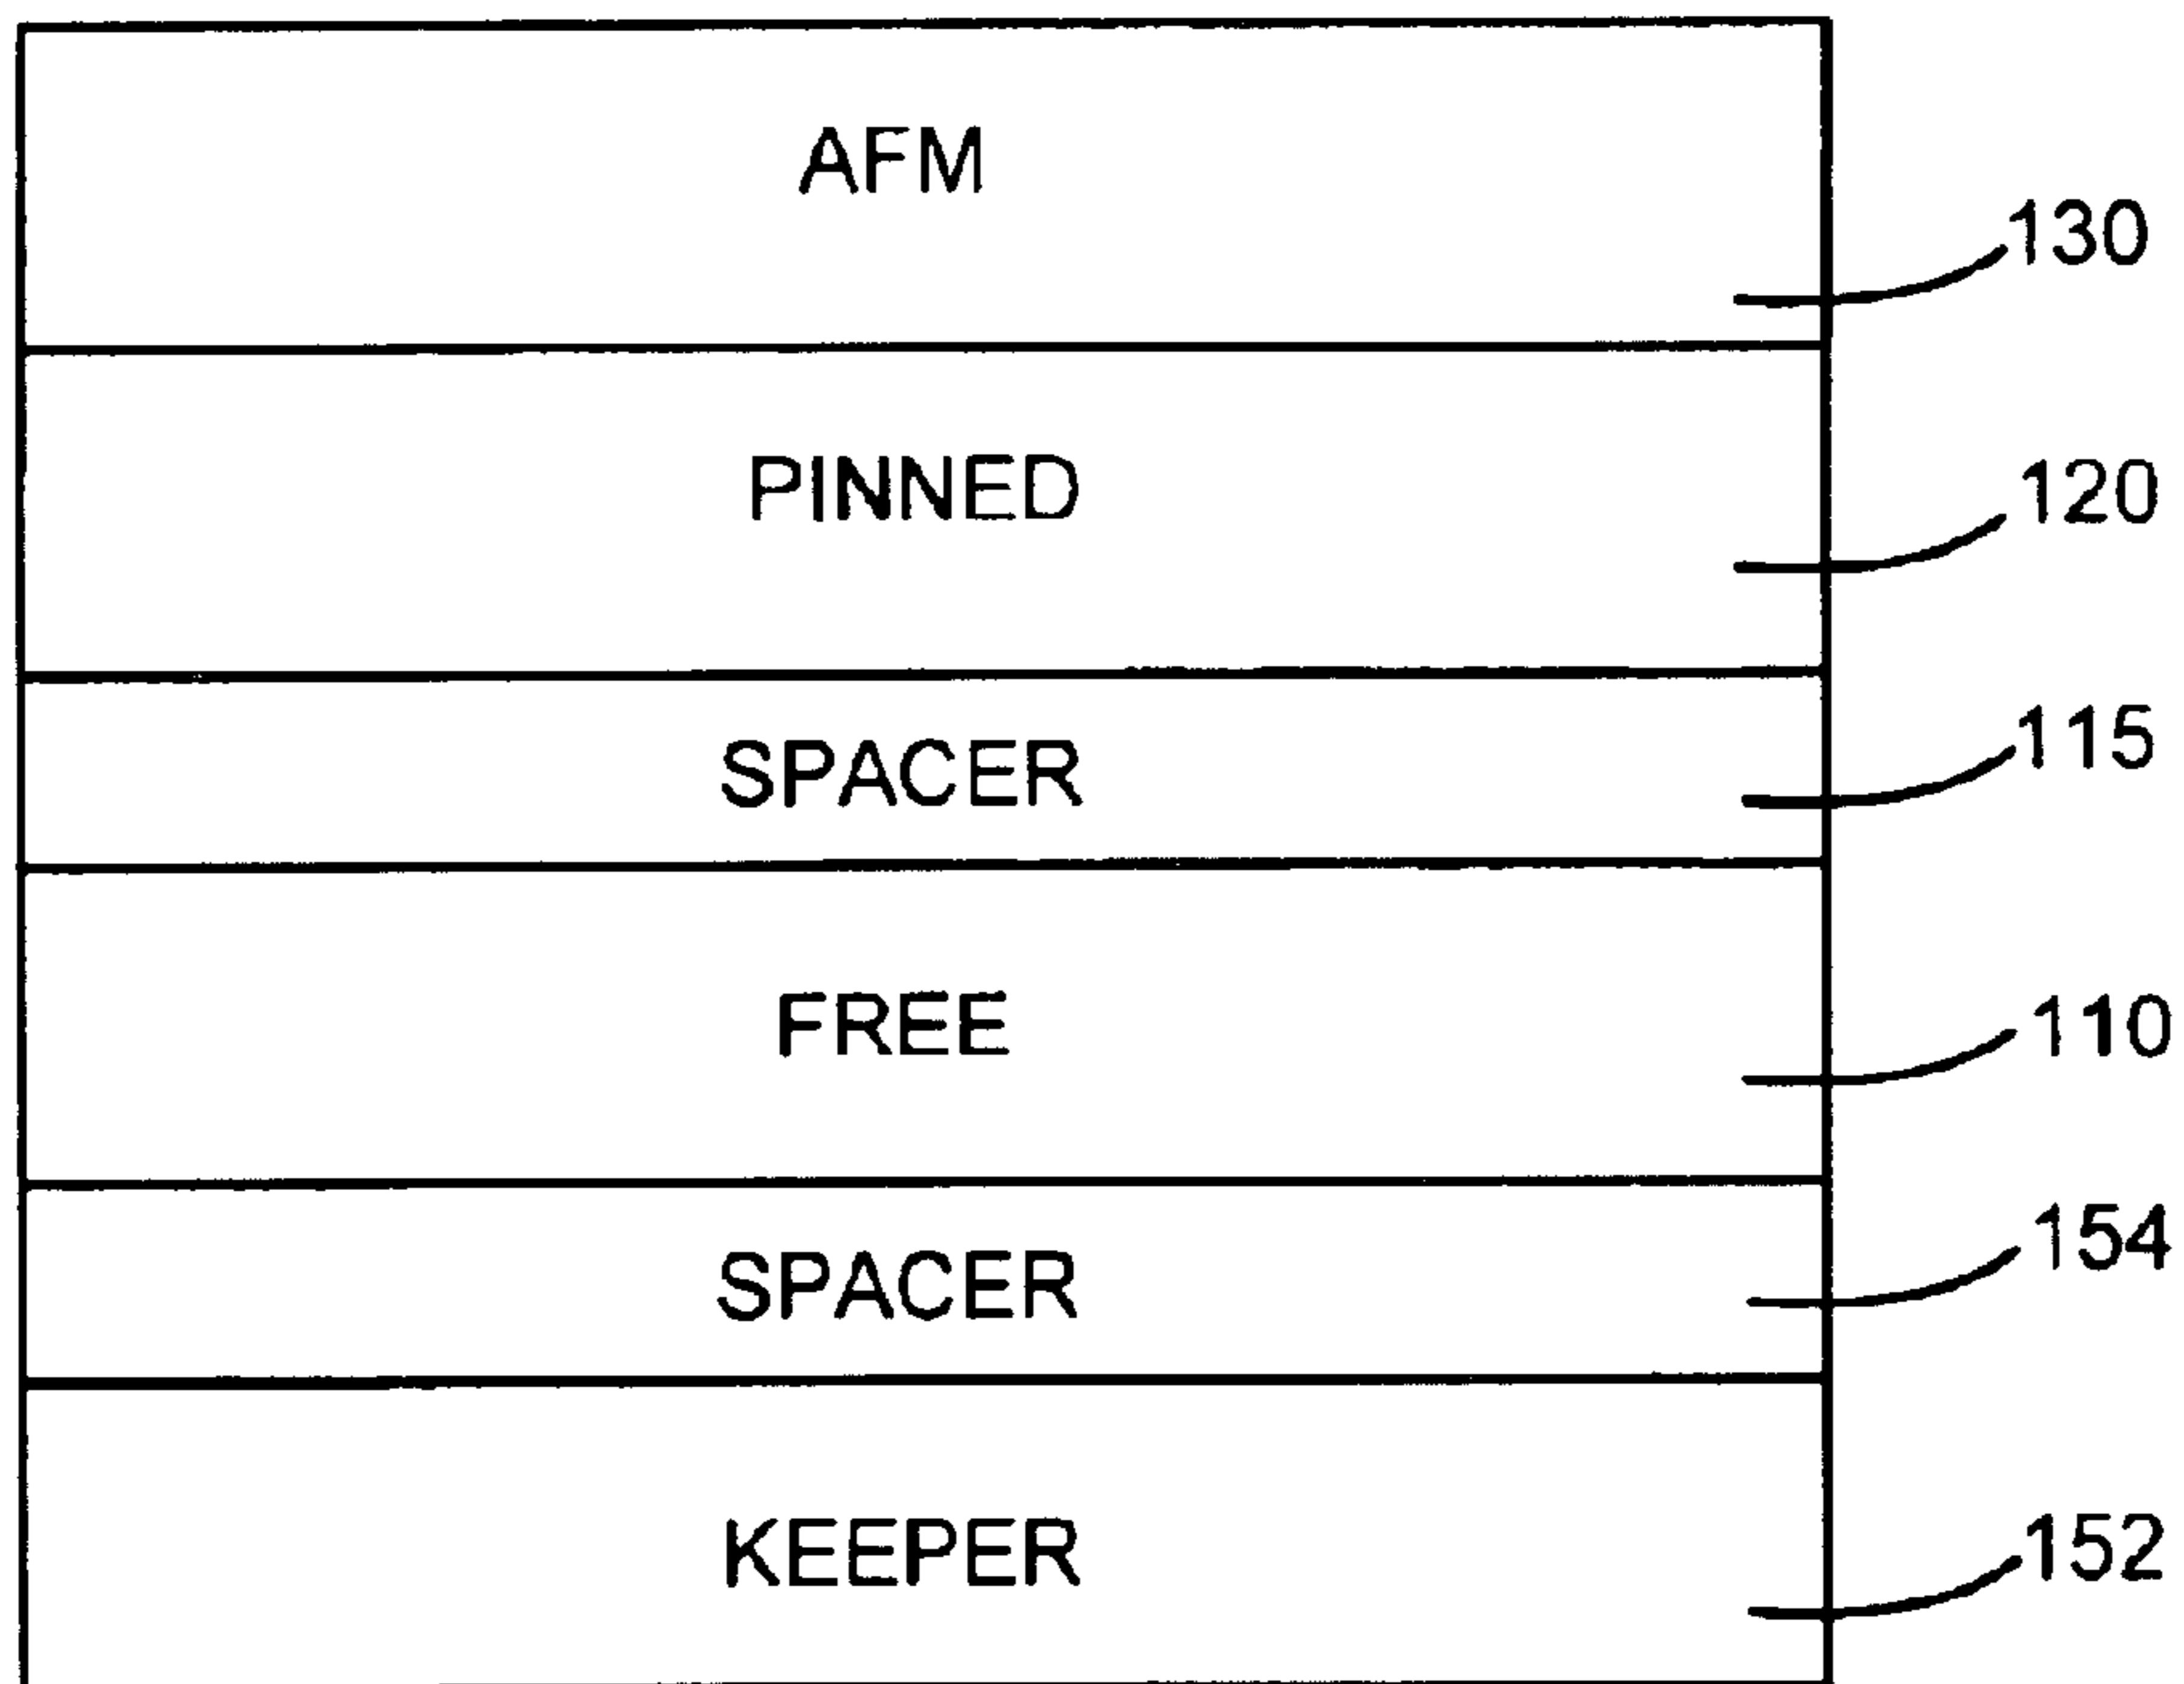 AFM
130
PINNED
120
SPACER
115
FREE
110
SPACER
154
KEEPER
152